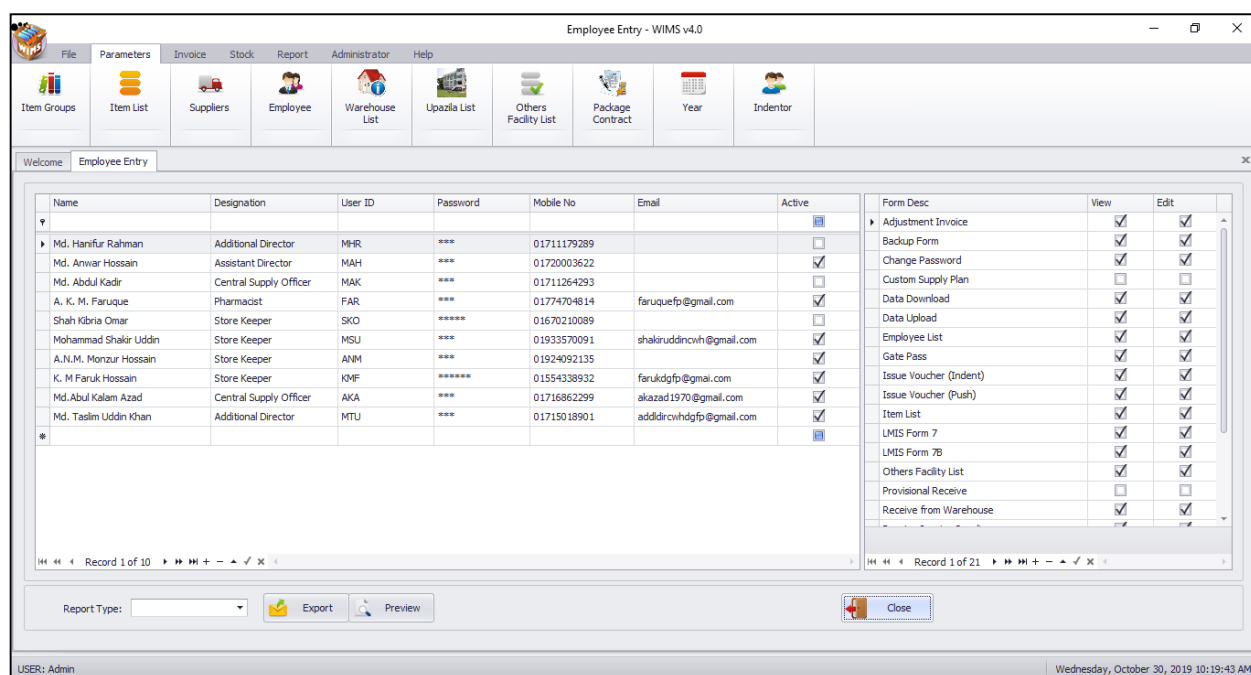 Employee Entry - WIMS v4.0
WIMS
File Parameters Invoice Stock Report Administrator Help
Item Groups Item List Suppliers Employee Warehouse List Upazila List Others Facility List Package Contract Year Indentor
Welcome Employee Entry
Name Designation User ID Password Mobile No Email Active
Md. Hanifur Rahman Additional Director MHR *** 01711179289
Md. Anwar Hossain Assistant Director MAH *** 01720003622
Md. Abdul Kadir Central Supply Officer MAK *** 01711264293
A. K. M. Faruque Pharmacist FAR *** 01774704814 faruquefp@gmail.com
Shah Kibria Omar Store Keeper SKO ***** 01670210089
Mohammad Shakir Uddin Store Keeper MSU *** 01933570091 shakiruddincwh@gmail.com
A.N.M. Monzur Hossain Store Keeper ANM *** 01924092135
K. M Faruk Hossain Store Keeper KMF ****** 01554338932 farukdgfp@gmai.com
Md.Abul Kalam Azad Central Supply Officer AKA *** 01716862299 akazad1970@gmail.com
Md. Taslim Uddin Khan Additional Director MTU *** 01715018901 addldircwhdgfp@gmail.com
Record 1 of 10
Form Desc View Edit
Adjustment Invoice
Backup Form
Change Password
Custom Supply Plan
Data Download
Data Upload
Employee List
Gate Pass
Issue Voucher (Indent)
Issue Voucher (Push)
Item List
LMIS Form 7
LMIS Form 7B
Others Facility List
Provisional Receive
Receive from Warehouse
Record 1 of 21
Report Type: Export Preview Close
USER: Admin Wednesday, October 30, 2019 10:19:43 AM